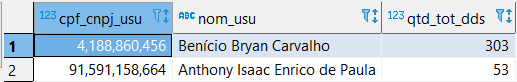 123 cpf_cnpj_usu ABC nom_usu 123 qtd_tot_dds
1 4,188,860,456 Benício Bryan Carvalho 303
2 91,591,158,664 Anthony Isaac Enrico de Paula 53